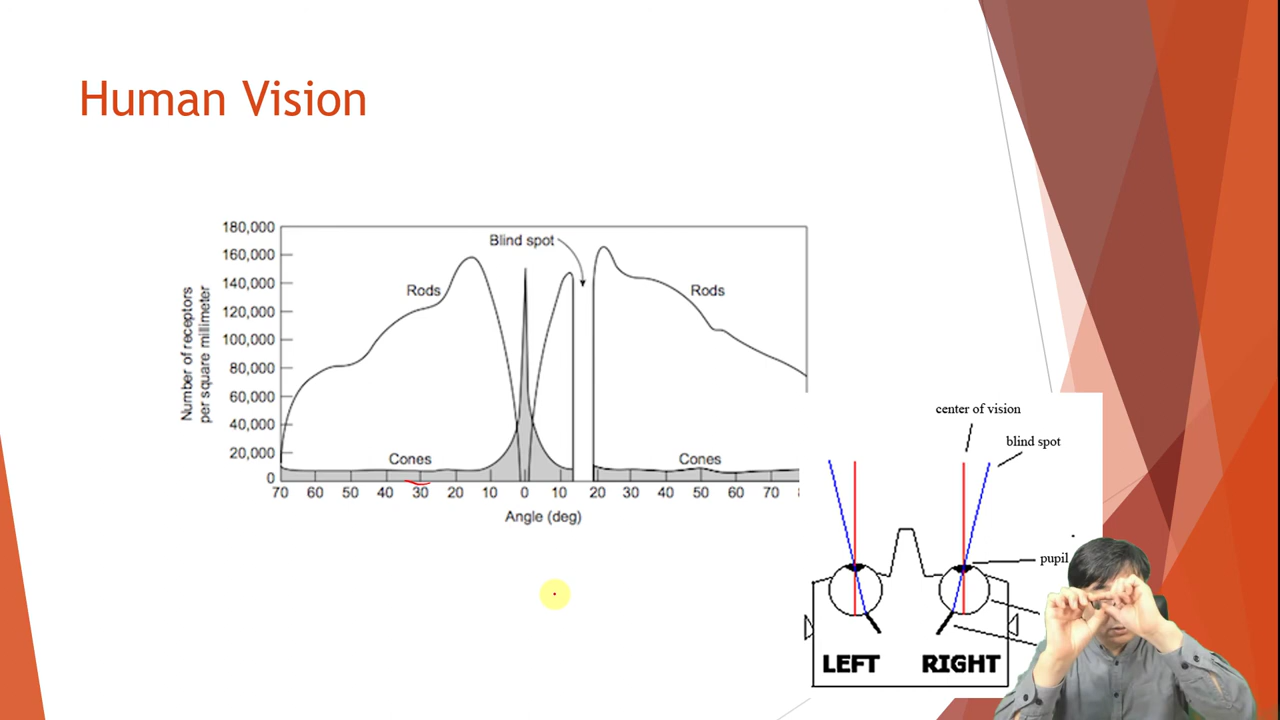 Human Vision
180,000
160,000
140,000
120,000
100,000
80,000
60,000
40,000
20,000
0
Number of receptors
per square millimeter
Blind spot
Rods
Rods
Cones
Cones
70 60 50 40 30 20 10 0 10 20 30 40 50 60 70
Angle (deg)
center of vision
blind spot
pupil
LEFT RIGHT